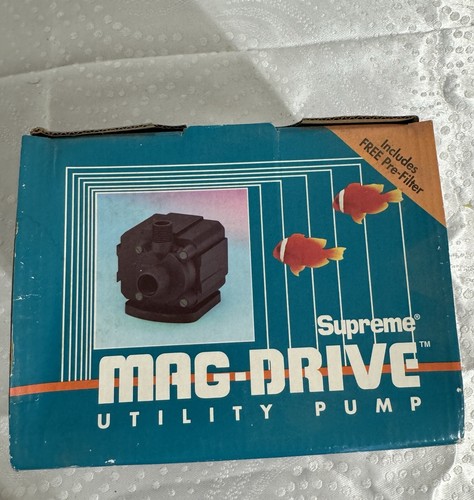 Includes
FREE Pre-Filter
Supreme®
MAG-DRIVE™
UTILITY PUMP